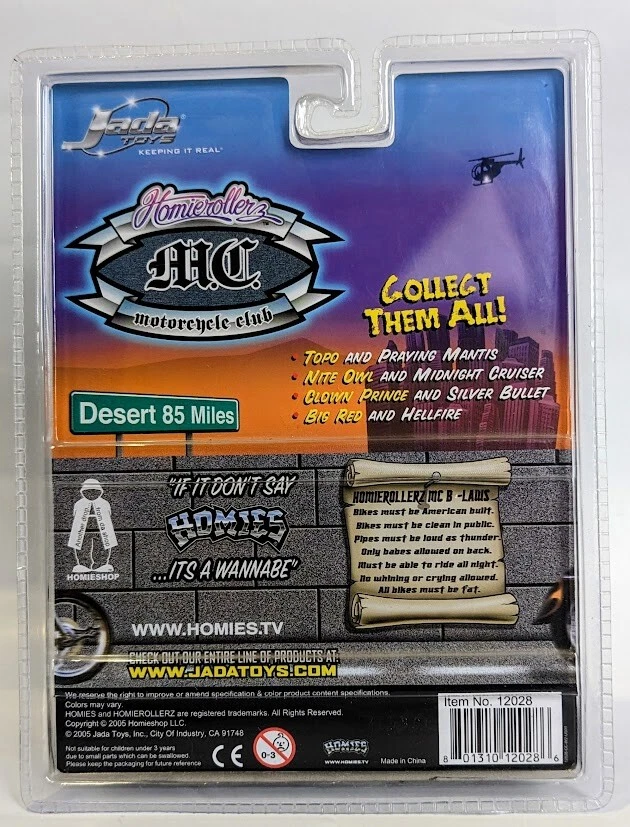 Jada
TOYS
KEEPING IT REAL
Homierollerz
M.C.
motorcycle club
COLLECT
THEM ALL!
• TOPO AND PRAYING MANTIS
• NITE OWL AND MIDNIGHT CRUISER
• CLOWN PRINCE AND SILVER BULLET
• BIG RED AND HELLFIRE
Desert 85 Miles
"IF IT DON'T SAY
HOMIES
...ITS A WANNABE"
HOMIESHOP
HOMIEROLLERZ MC B -LAWS
Bikes must be American built.
Bikes must be clean in public.
Pipes must be loud as thunder.
Only babes allowed on back.
Must be able to ride all night.
No whining or crying allowed.
All bikes must be fat.
WWW.HOMIES.TV
CHECK OUT OUR ENTIRE LINE OF PRODUCTS AT:
WWW.JADATOYS.COM
We reserve the right to improve or amend specification & color product content specifications.
Colors may vary.
HOMIES and HOMIEROLLERZ are registered trademarks. All Rights Reserved.
Copyright © 2005 Homieshop LLC.
© 2005 Jada Toys, Inc., City Of Industry, CA 91748
Not suitable for children under 3 years
due to small parts which can be swallowed.
Please keep the packaging for future reference
CE
0-3
HOMIES
WWW.HOMIES.TV
Made in China
Item No. 12028
8 01310 12028 6